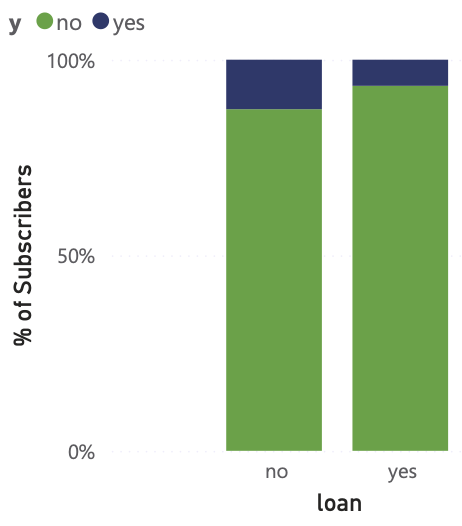 y no yes
100%
50%
0%
% of Subscribers
no yes
loan